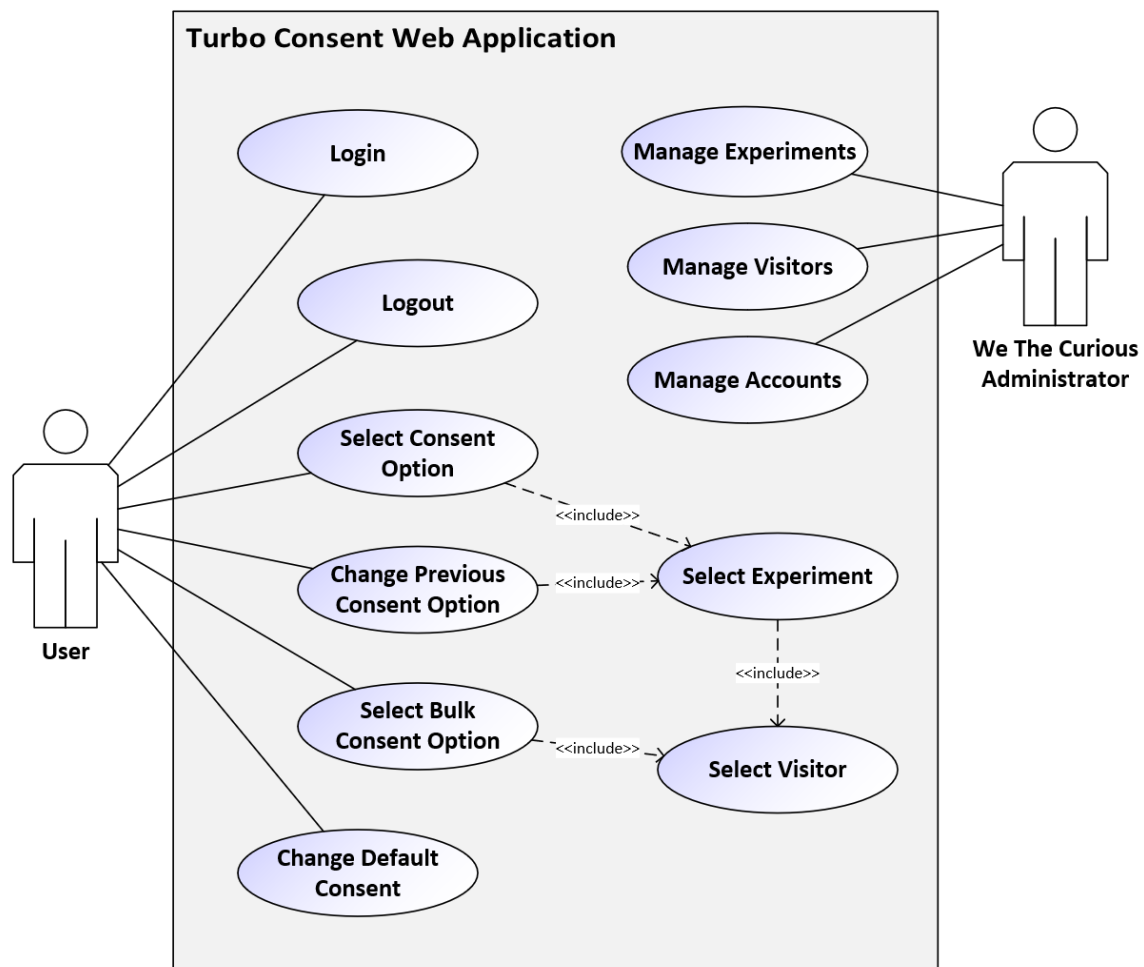 Turbo Consent Web Application
Login
Manage Experiments
Manage Visitors
Logout
Manage Accounts
We The Curious
Administrator
Select Consent
Option
<<include>>
Change Previous
Consent Option
<<include>>
Select Experiment
User
<<include>>
Select Bulk
Consent Option
<<include>>
Select Visitor
Change Default
Consent